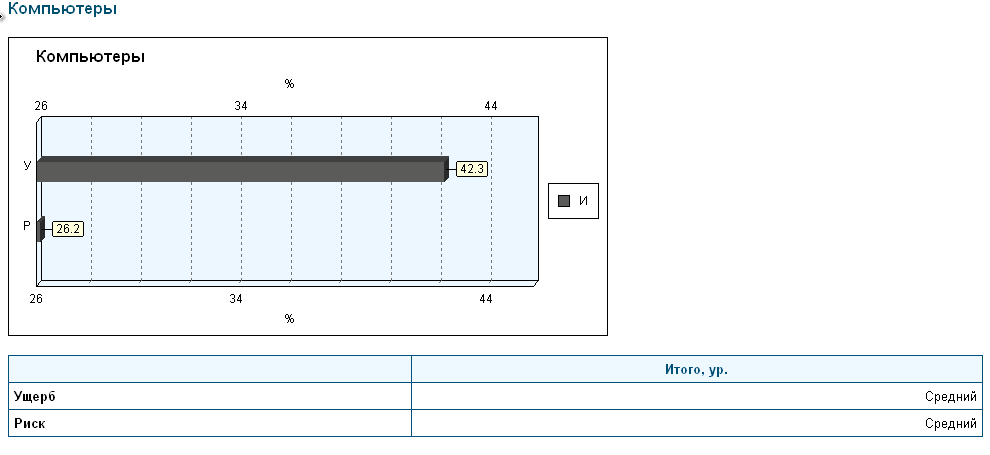 Компьютеры
Компьютеры
%
26 34 44
У 42.3
И
Р 26.2
26 34 44
%
Итого, ур.
Ущерб Средний
Риск Средний